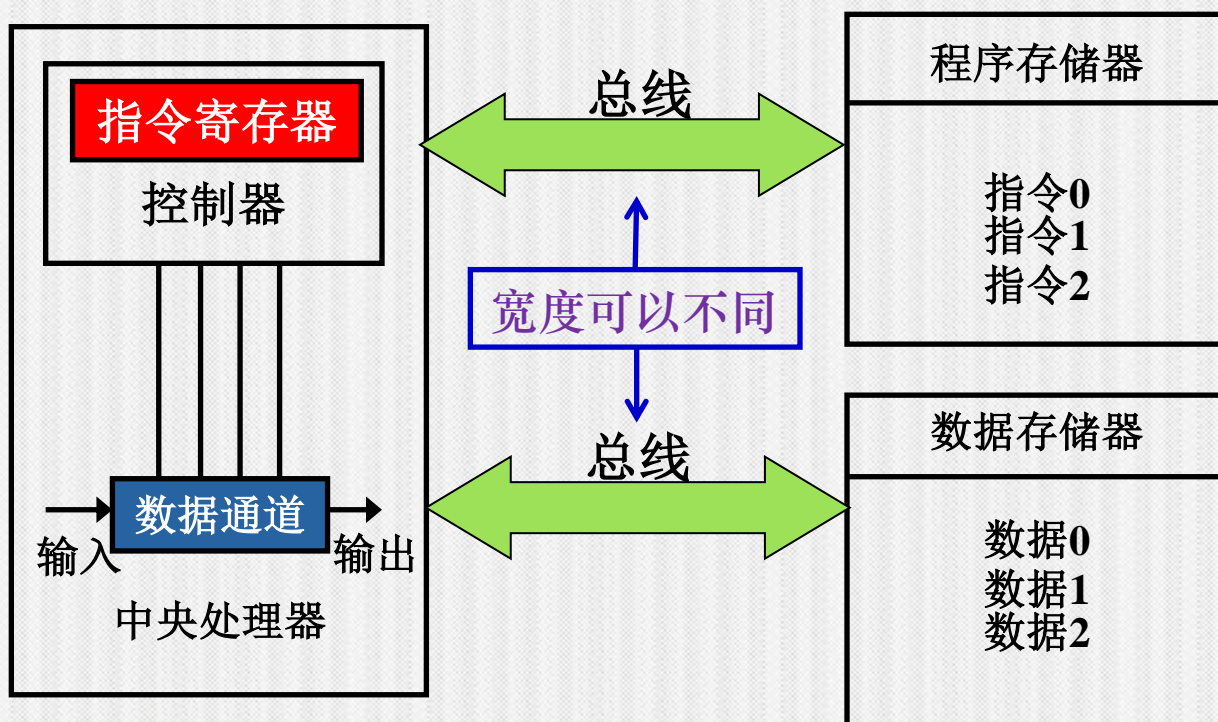 指令寄存器
控制器
数据通道
输入
输出
中央处理器
总线
宽度可以不同
总线
程序存储器
指令0
指令1
指令2
数据存储器
数据0
数据1
数据2